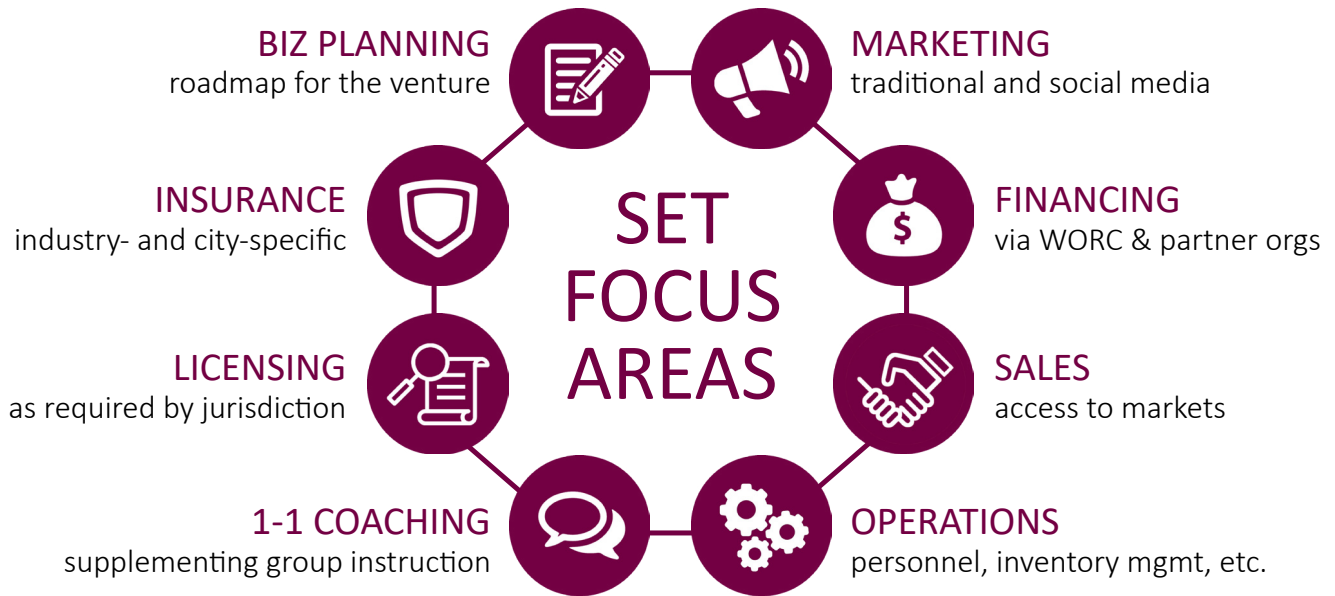 BIZ PLANNING
roadmap for the venture
MARKETING
traditional and social media
INSURANCE
industry- and city-specific
FINANCING
via WORC & partner orgs
$
SET
FOCUS
AREAS
LICENSING
as required by jurisdiction
SALES
access to markets
1-1 COACHING
supplementing group instruction
OPERATIONS
personnel, inventory mgmt, etc.